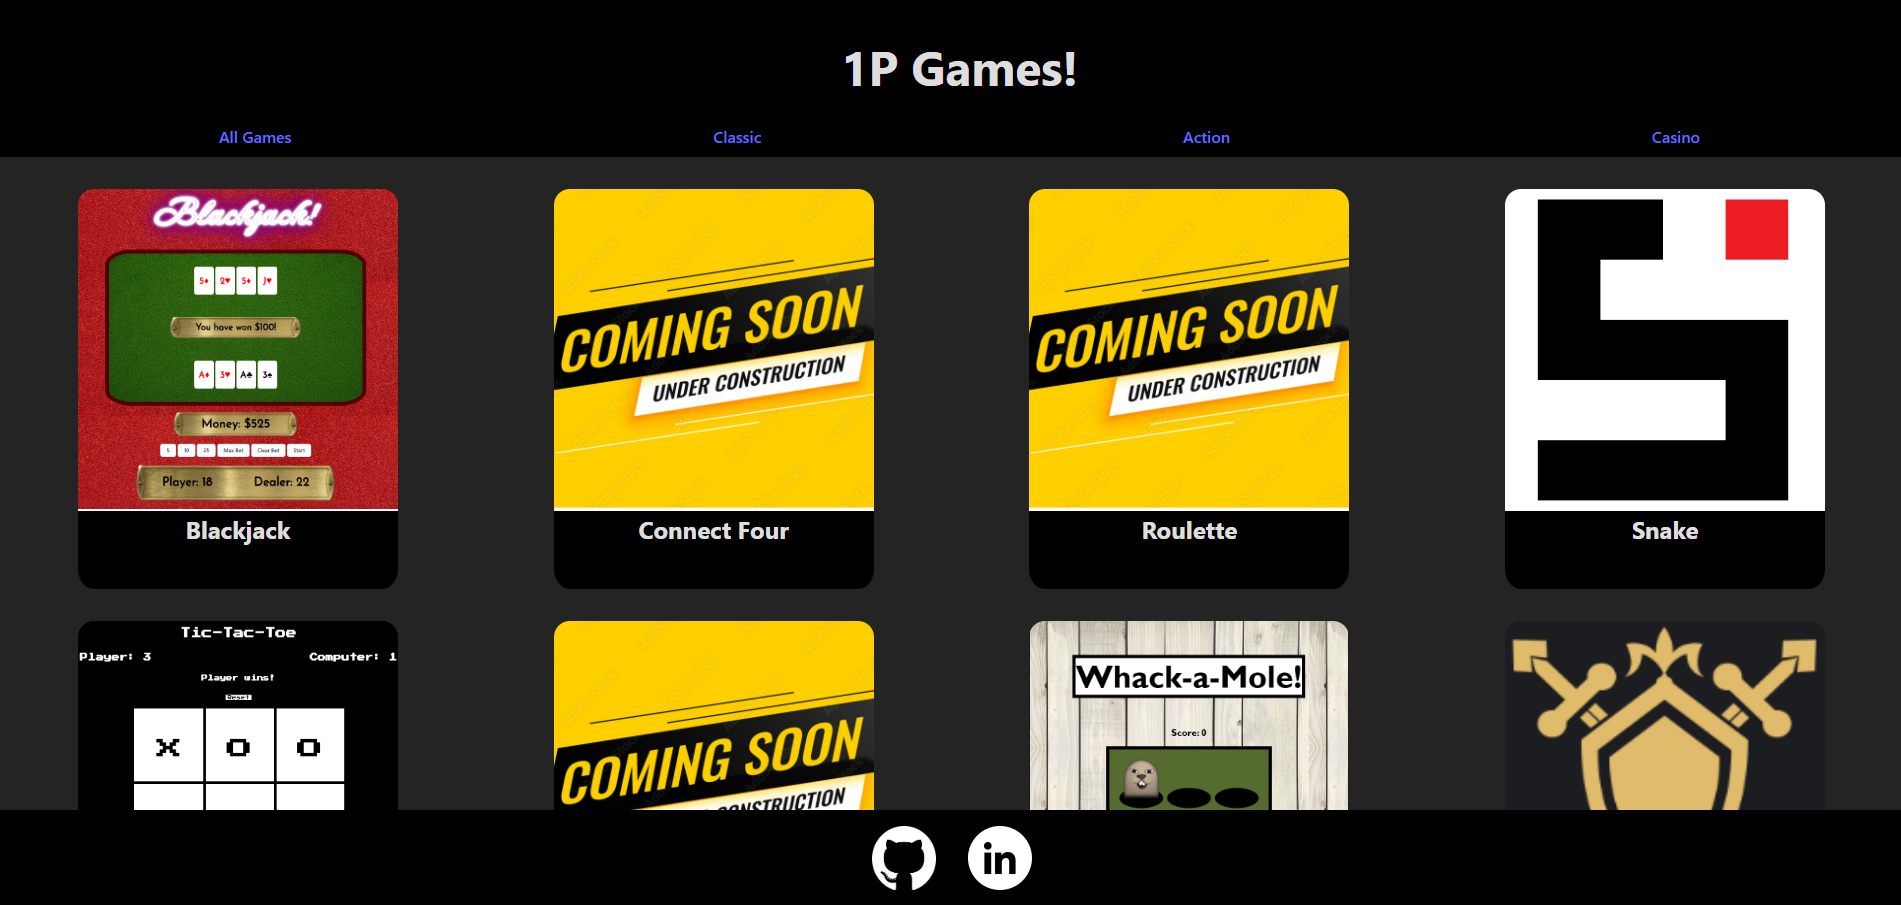 1P Games!
All Games
Classic
Action
Casino
Blackjack!
5♦ 2♥ 5♦ J♥
You have won $100!
A♦ 3♥ A♣ 3♠
Money: $525
5 10 25 Max Bet Clear Bet Start
Player: 18 Dealer: 22
Blackjack
COMING SOON
UNDER CONSTRUCTION
Connect Four
COMING SOON
UNDER CONSTRUCTION
Roulette
Snake
Tic-Tac-Toe
Player: 3 Computer: 1
Player wins!
Reset
X O O
COMING SOON
CONSTRUCTION
Whack-a-Mole!
Score: 0
in